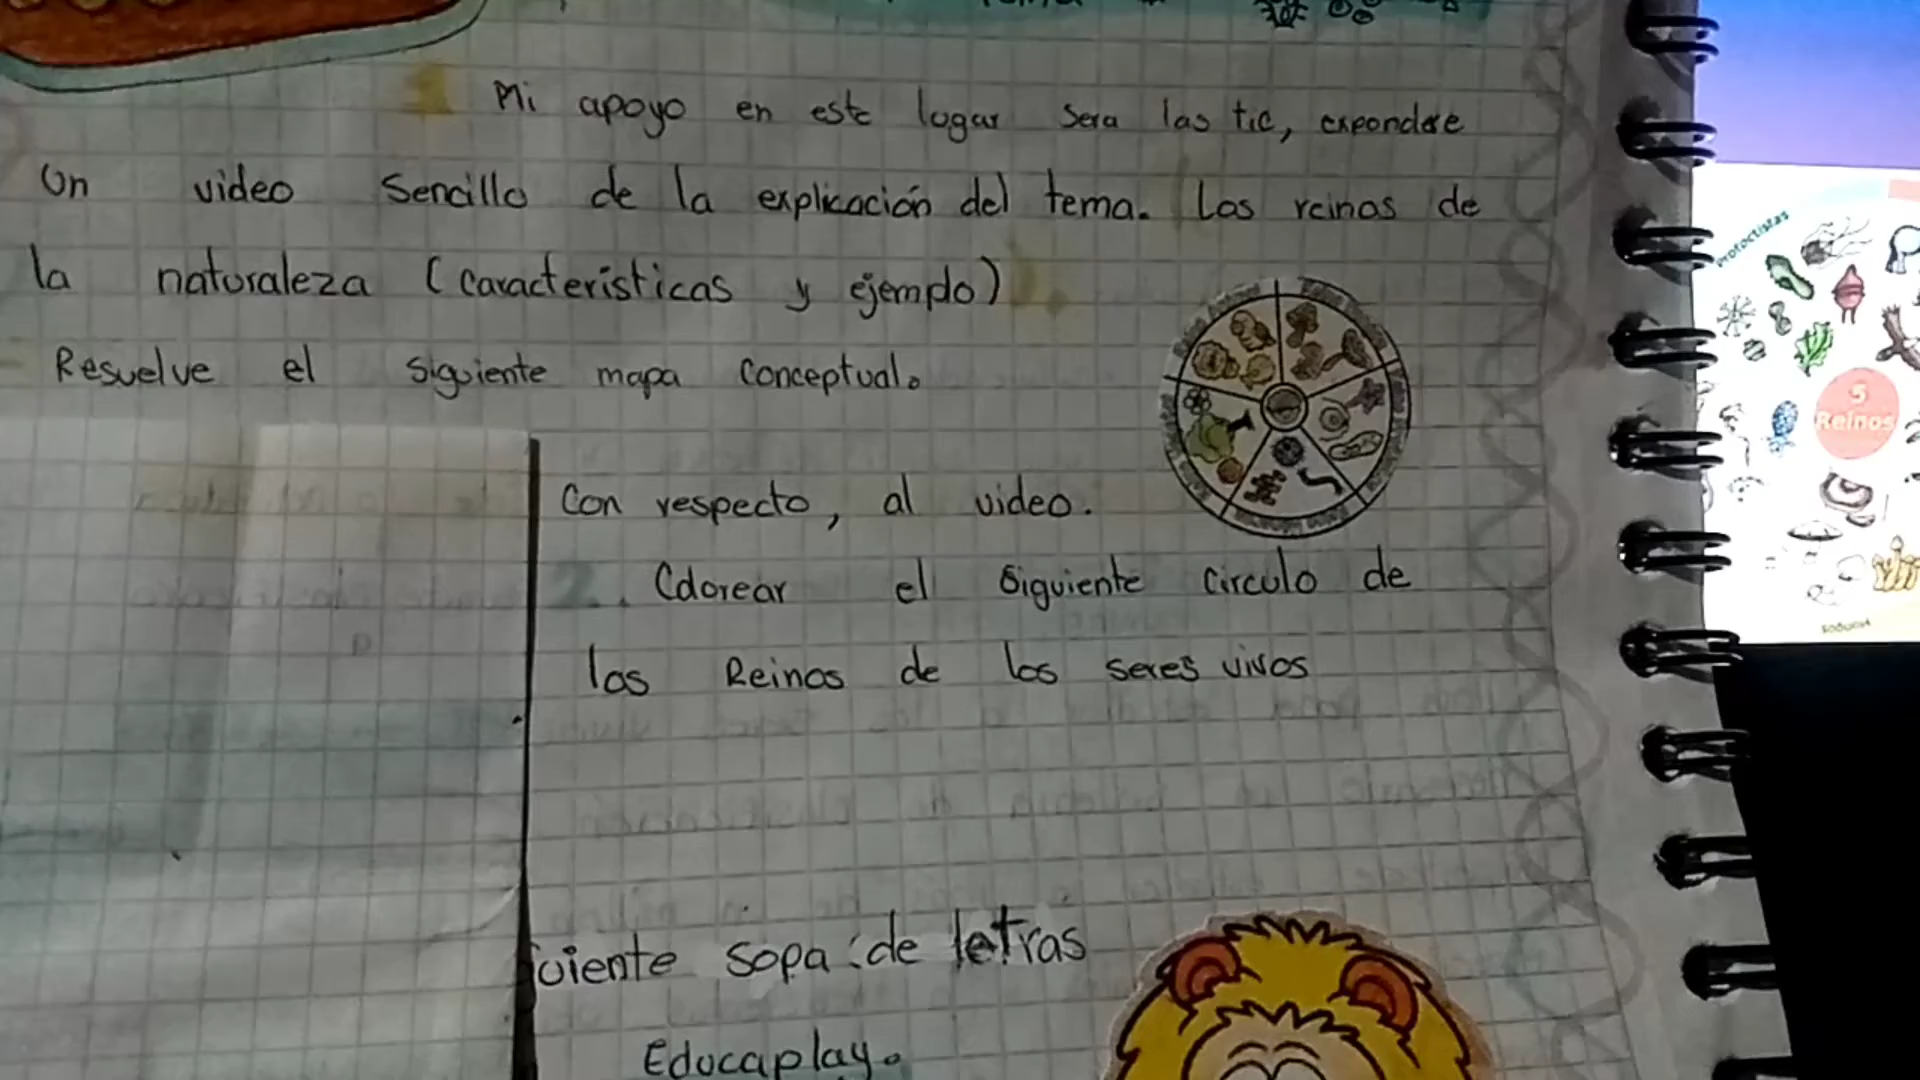 Mi apoyo en este lugar sera las tic, expondere
Un video Sencillo de la explicación del tema. Los reinos de
la naturaleza (características y ejemplo)
Resuelve el siguiente mapa conceptual.
Con respecto, al video.
2. Colorear el siguiente circulo de
los Reinos de los seres vivos
uiente sopa de letras
Educaplay.
Protoctistas
5
Reinos